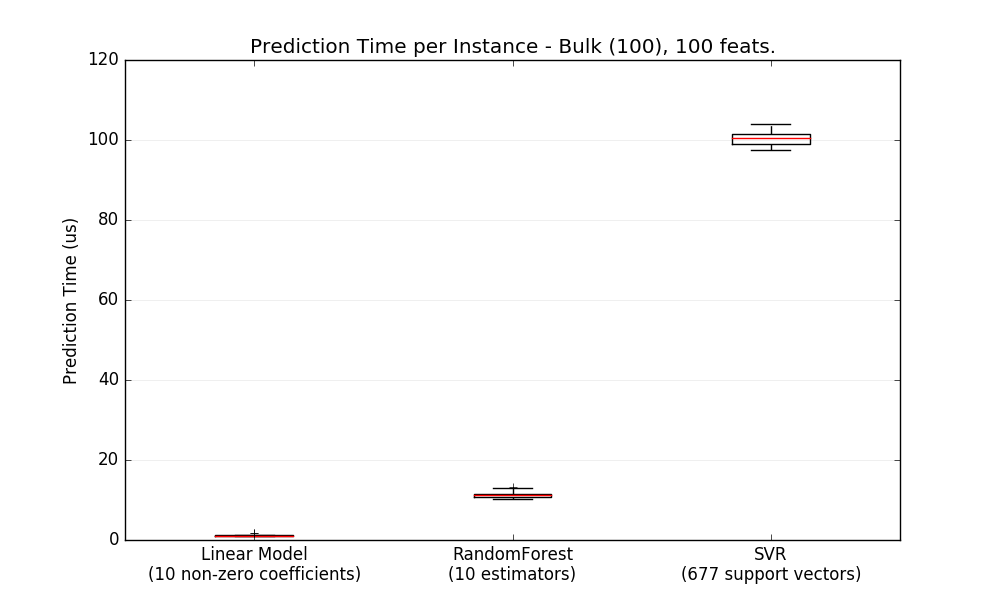 Prediction Time per Instance - Bulk (100), 100 feats.
120
100
80
60
40
20
0
Prediction Time (us)
Linear Model
(10 non-zero coefficients)
RandomForest
(10 estimators)
SVR
(677 support vectors)